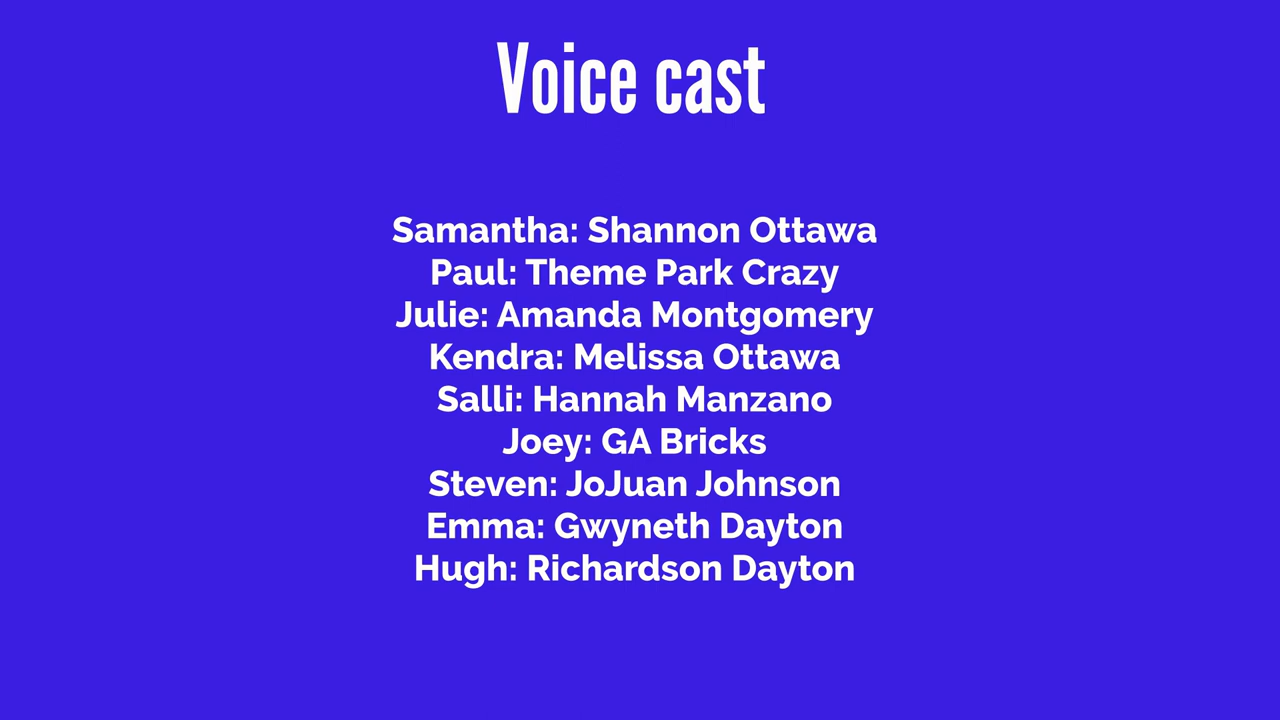 Voice cast
Samantha: Shannon Ottawa
Paul: Theme Park Crazy
Julie: Amanda Montgomery
Kendra: Melissa Ottawa
Salli: Hannah Manzano
Joey: GA Bricks
Steven: JoJuan Johnson
Emma: Gwyneth Dayton
Hugh: Richardson Dayton